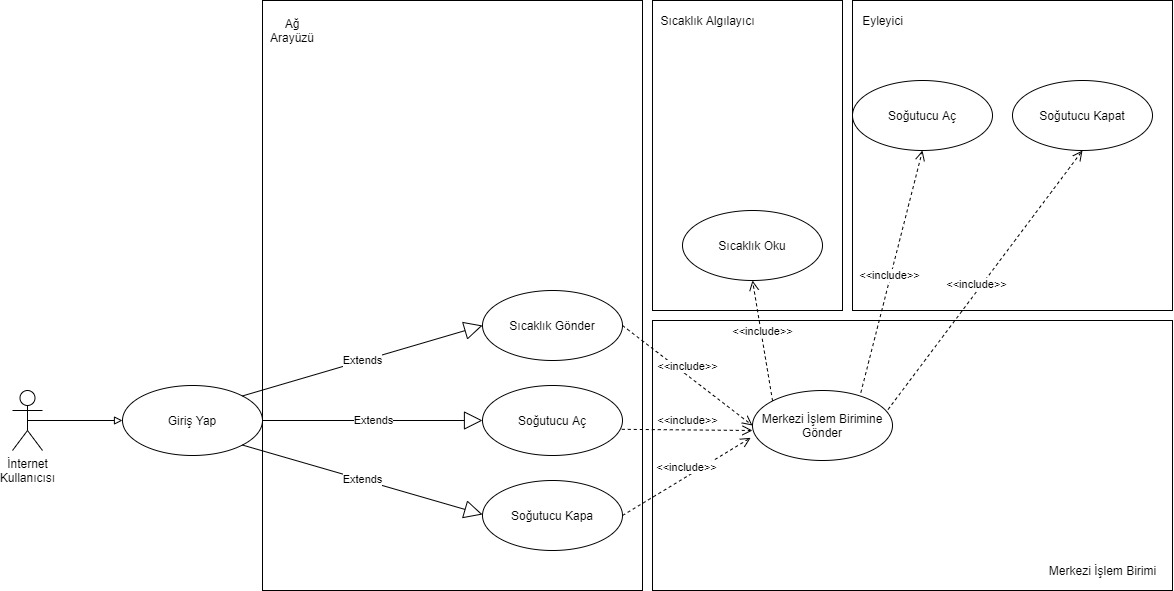 Ağ
Arayüzü
Sıcaklık Algılayıcı
Eyleyici
Soğutucu Aç
Soğutucu Kapat
Sıcaklık Oku
<<include>>
<<include>>
<<include>>
Sıcaklık Gönder
Extends
<<include>>
Giriş Yap
Extends
Soğutucu Aç
<<include>>
Merkezi İşlem Birimine
Gönder
İnternet
Kullanıcısı
Extends
<<include>>
Soğutucu Kapa
Merkezi İşlem Birimi